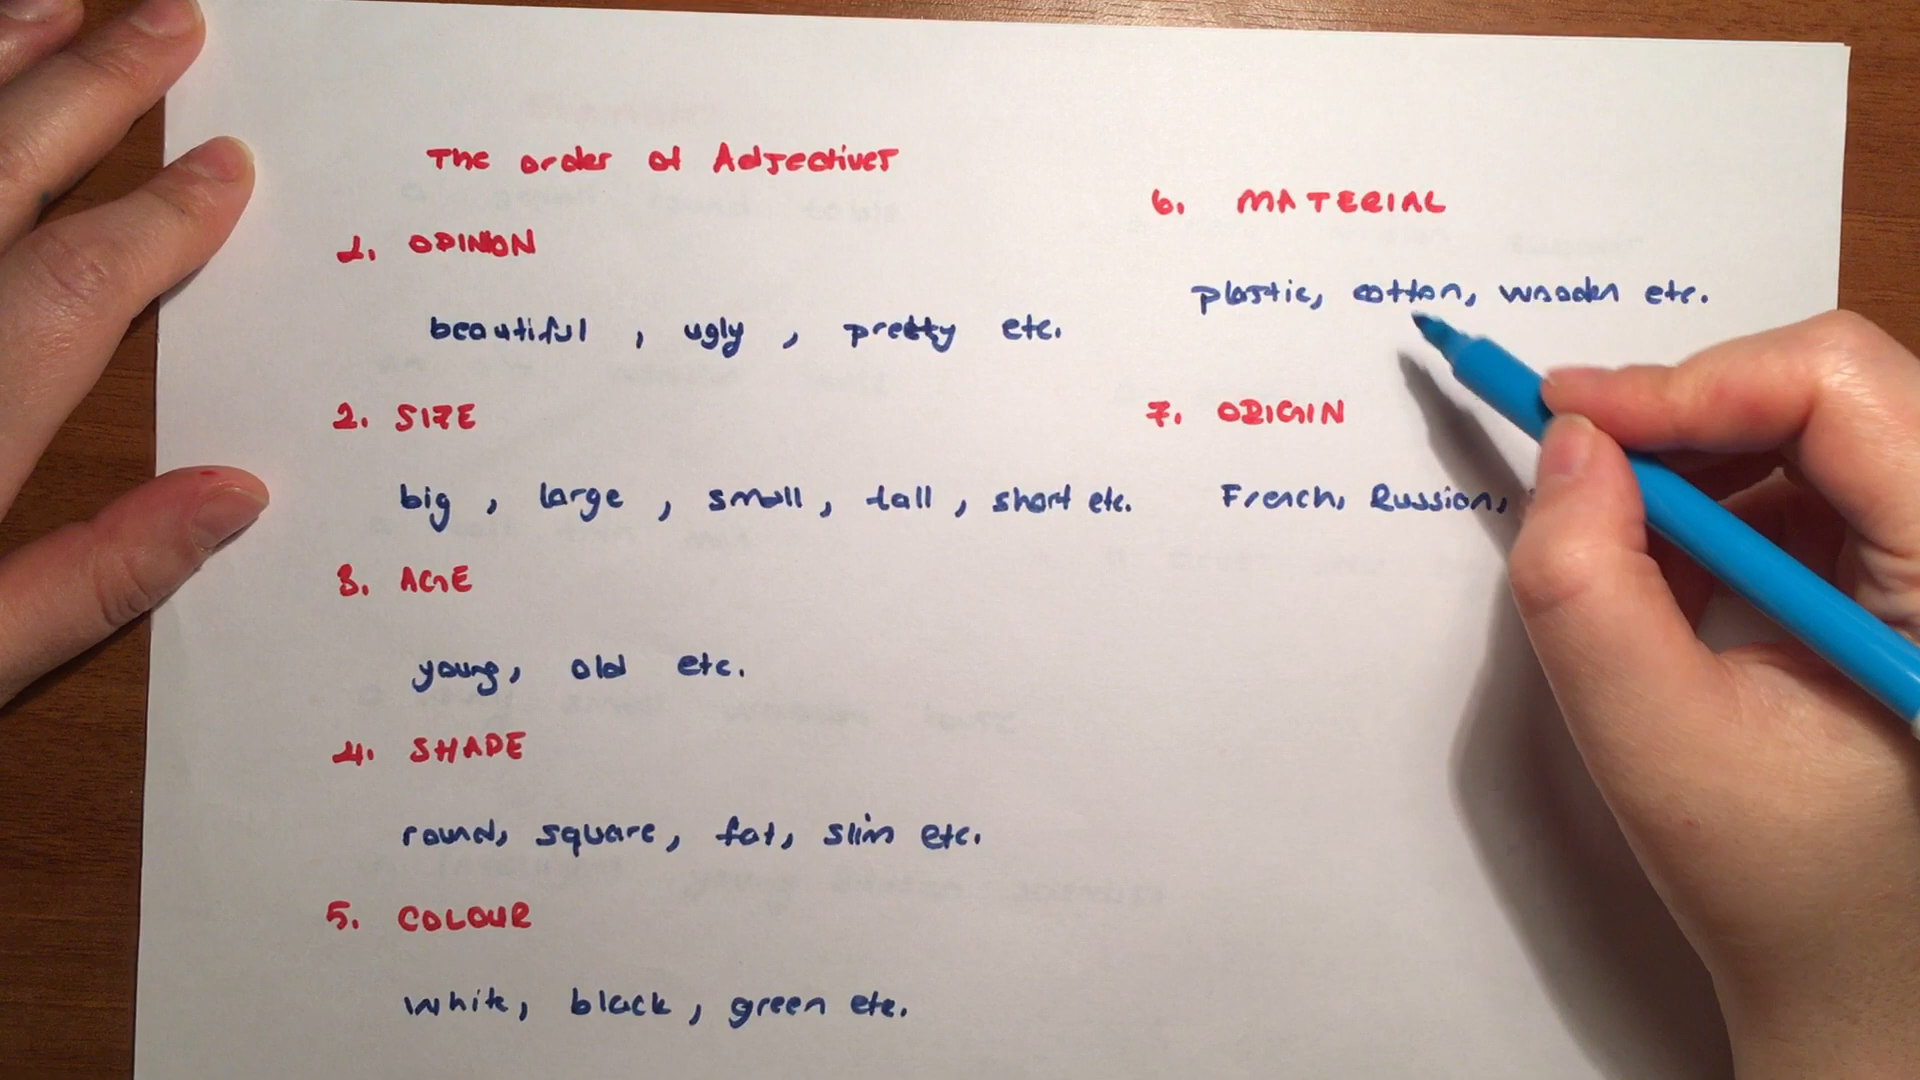 The order of Adjectives
1. OPINION
beautiful , ugly , pretty etc.
2. SIZE
big , large , small , tall , short etc.
3. AGE
young, old etc.
4. SHAPE
round, square, fat, slim etc.
5. COLOUR
white, black , green etc.
6. MATERIAL
plastic, cotton, wooden etc.
7. ORIGIN
French, Russian,